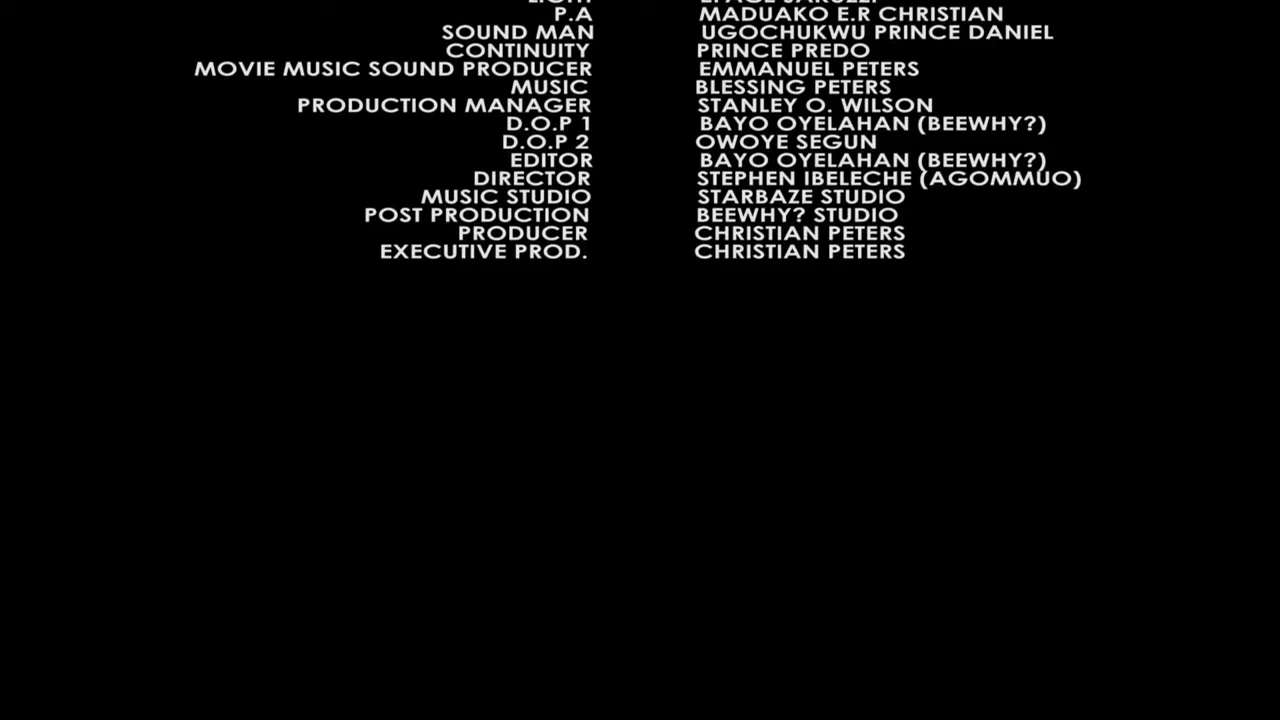 P.A MADUAKO E.R CHRISTIAN
SOUND MAN UGOCHUKWU PRINCE DANIEL
CONTINUITY PRINCE PREDO
MOVIE MUSIC SOUND PRODUCER EMMANUEL PETERS
MUSIC BLESSING PETERS
PRODUCTION MANAGER STANLEY O. WILSON
D.O.P 1 BAYO OYELAHAN (BEEWHY?)
D.O.P 2 OWOYE SEGUN
EDITOR BAYO OYELAHAN (BEEWHY?)
DIRECTOR STEPHEN IBELECHE (AGOMMUO)
MUSIC STUDIO STARBAZE STUDIO
POST PRODUCTION BEEWHY? STUDIO
PRODUCER CHRISTIAN PETERS
EXECUTIVE PROD. CHRISTIAN PETERS